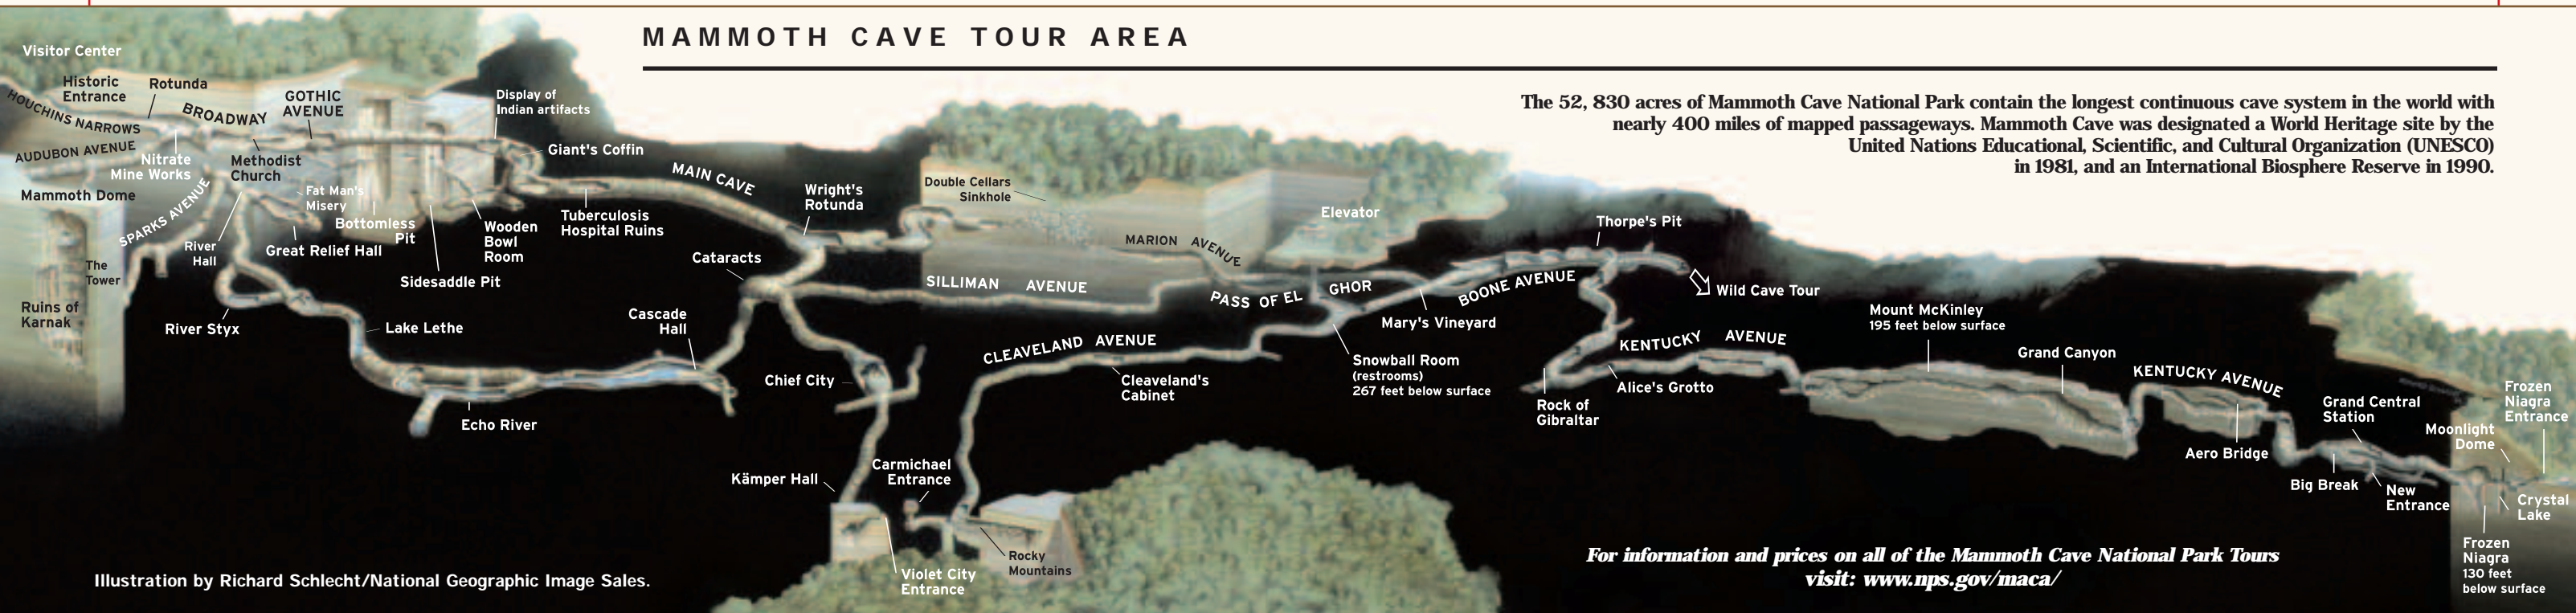 MAMMOTH CAVE TOUR AREA
The 52, 830 acres of Mammoth Cave National Park contain the longest continuous cave system in the world with
nearly 400 miles of mapped passageways. Mammoth Cave was designated a World Heritage site by the
United Nations Educational, Scientific, and Cultural Organization (UNESCO)
in 1981, and an International Biosphere Reserve in 1990.
Visitor Center
Historic
Entrance
Rotunda
HOUCHINS NARROWS
BROADWAY
GOTHIC
AVENUE
Display of
Indian artifacts
AUDUBON AVENUE
Nitrate
Mine Works
Methodist
Church
Giant's Coffin
Mammoth Dome
SPARKS AVENUE
Fat Man's
Misery
Bottomless
Pit
River
Hall
Great Relief Hall
Sidesaddle Pit
Wooden
Bowl
Room
Tuberculosis
Hospital Ruins
MAIN CAVE
Wright's
Rotunda
The
Tower
Ruins of
Karnak
River Styx
Lake Lethe
Echo River
Cascade
Hall
Cataracts
Double Cellars
Sinkhole
Elevator
MARION AVENUE
SILLIMAN AVENUE
PASS OF EL GHOR
CLEAVELAND AVENUE
Cleaveland's
Cabinet
Chief City
Kämper Hall
Carmichael
Entrance
Violet City
Entrance
Rocky
Mountains
Mary's Vineyard
Snowball Room
(restrooms)
267 feet below surface
BOONE AVENUE
Thorpe's Pit
Wild Cave Tour
KENTUCKY AVENUE
Rock of
Gibraltar
Alice's Grotto
Mount McKinley
195 feet below surface
Grand Canyon
KENTUCKY AVENUE
Aero Bridge
Grand Central
Station
Big Break
New
Entrance
Moonlight
Dome
Frozen
Niagra
Entrance
Crystal
Lake
Frozen
Niagra
130 feet
below surface
Illustration by Richard Schlecht/National Geographic Image Sales.
For information and prices on all of the Mammoth Cave National Park Tours
visit: www.nps.gov/maca/